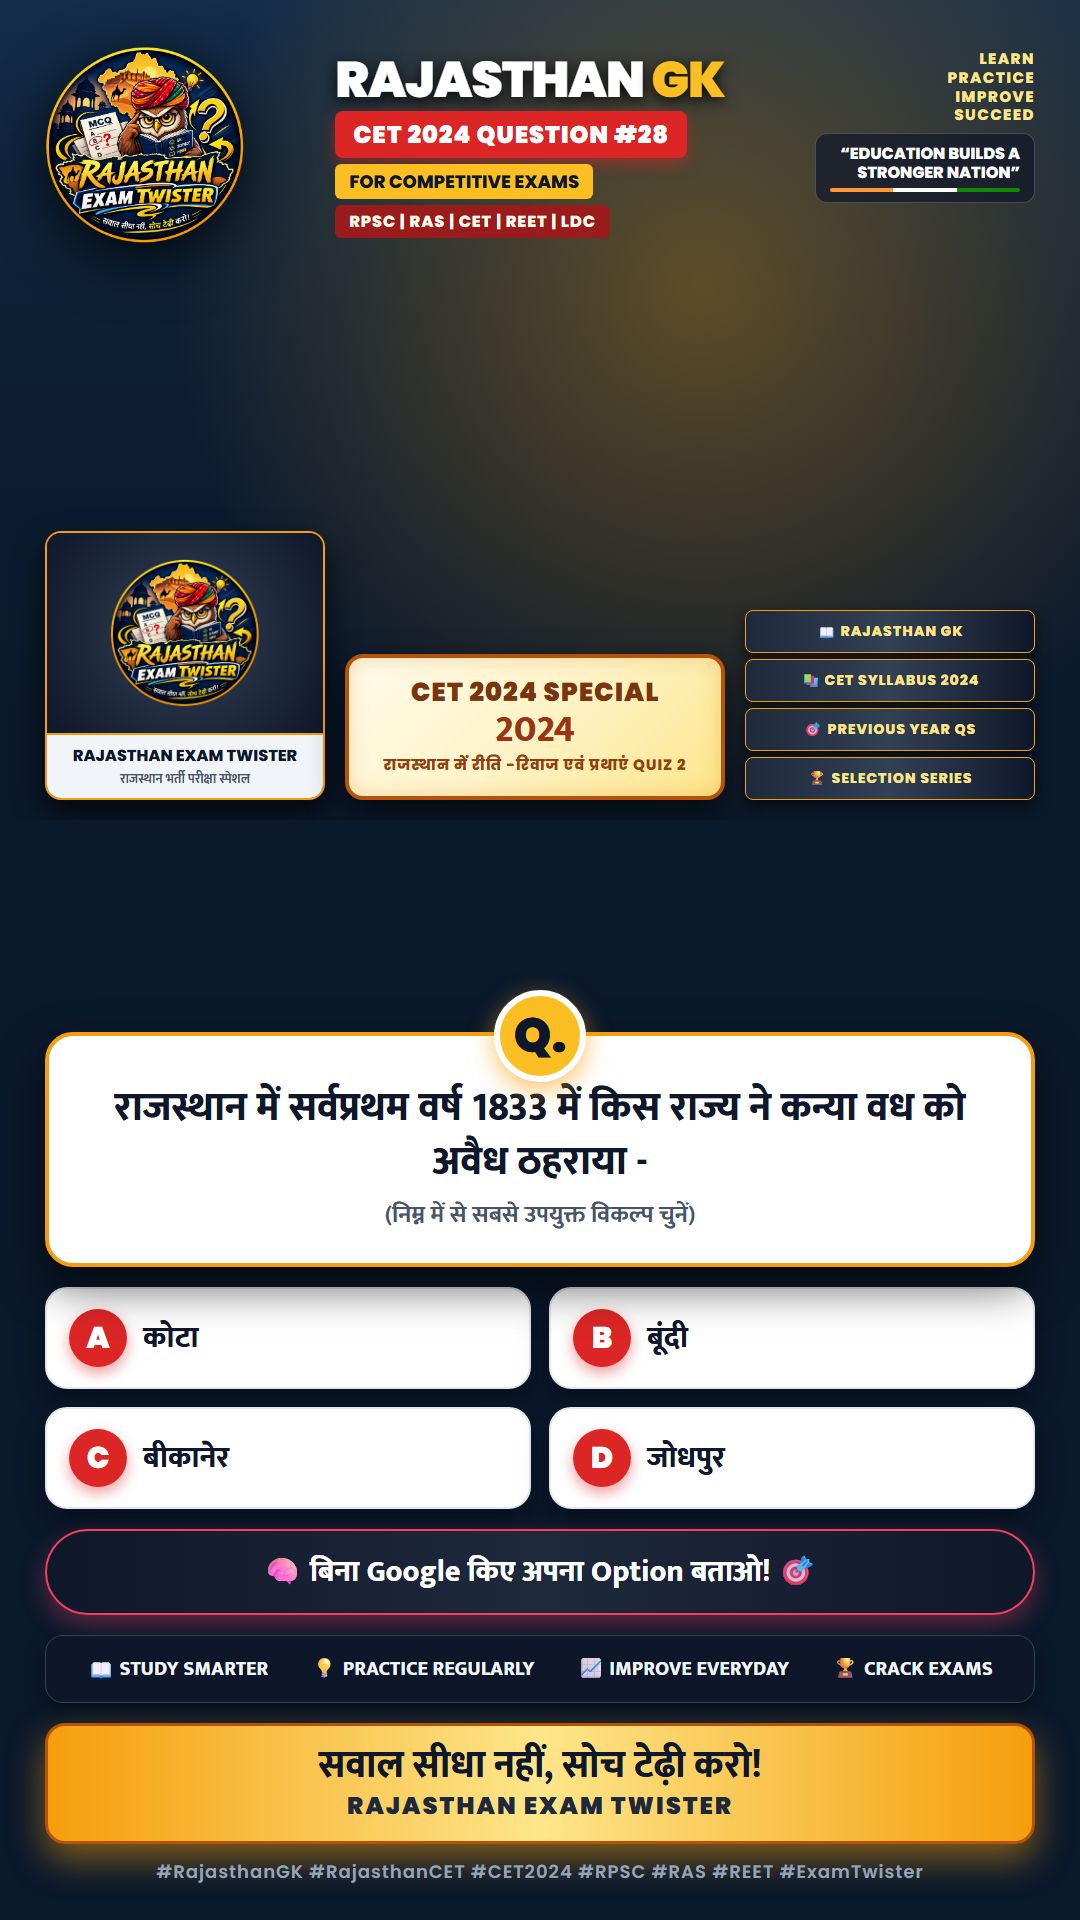 MCQ
A
B ?
C
D
?
RAJASTHAN
EXAM TWISTER
सवाल सीधा नहीं, सोच टेढ़ी करो!
RAJASTHAN GK
CET 2024 QUESTION #28
FOR COMPETITIVE EXAMS
RPSC | RAS | CET | REET | LDC
LEARN
PRACTICE
IMPROVE
SUCCEED
“EDUCATION BUILDS A
STRONGER NATION”
MCQ
?
?
RAJASTHAN
EXAM TWISTER
सवाल सीधा नहीं, सोच टेढ़ी करो!
RAJASTHAN EXAM TWISTER
राजस्थान भर्ती परीक्षा स्पेशल
CET 2024 SPECIAL
2024
राजस्थान में रीति -रिवाज एवं प्रथाएं QUIZ 2
RAJASTHAN GK
CET SYLLABUS 2024
PREVIOUS YEAR QS
SELECTION SERIES
Q.
राजस्थान में सर्वप्रथम वर्ष 1833 में किस राज्य ने कन्या वध को
अवैध ठहराया -
(निम्न में से सबसे उपयुक्त विकल्प चुनें)
A कोटा
B बूंदी
C बीकानेर
D जोधपुर
🧠 बिना Google किए अपना Option बताओ! 🎯
STUDY SMARTER PRACTICE REGULARLY IMPROVE EVERYDAY CRACK EXAMS
सवाल सीधा नहीं, सोच टेढ़ी करो!
RAJASTHAN EXAM TWISTER
#RajasthanGK #RajasthanCET #CET2024 #RPSC #RAS #REET #ExamTwister